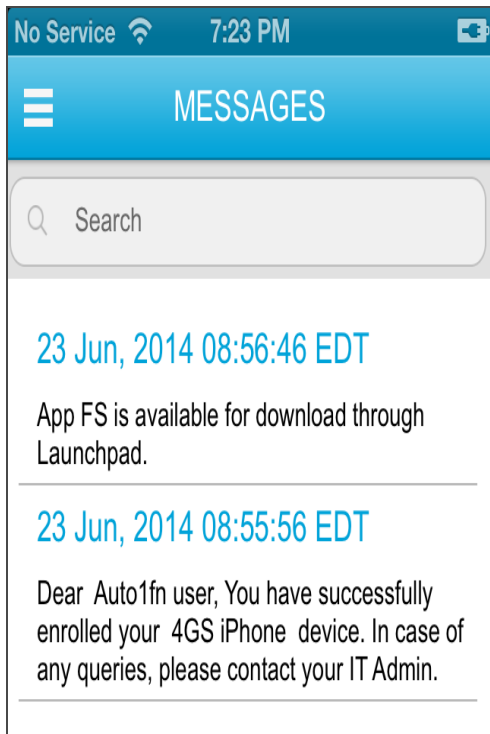 No Service 7:23 PM
MESSAGES
Search
23 Jun, 2014 08:56:46 EDT
App FS is available for download through
Launchpad.
23 Jun, 2014 08:55:56 EDT
Dear Auto1fn user, You have successfully
enrolled your 4GS iPhone device. In case of
any queries, please contact your IT Admin.